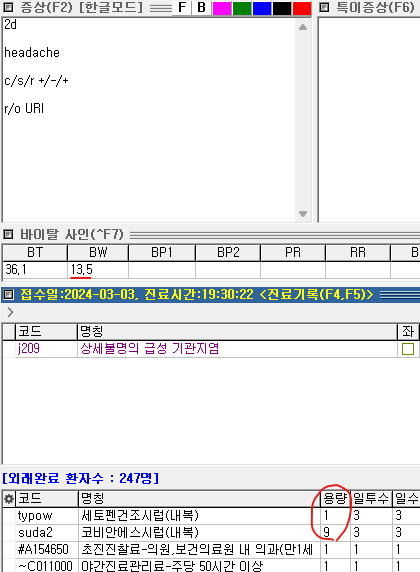 증상(F2) [한글모드] F B 특이증상(F6)
2d
headache
c/s/r +/-/+
r/o URI
바이탈 사인(^F7)
BT BW BP1 BP2 PR RR B
36.1 13.5
접수일:2024-03-03, 진료시간:19:30:22 <진료기록(F4,F5)>
코드 명칭 좌
j209 상세불명의 급성 기관지염
[외래완료 환자수 : 247명]
코드 명칭 용량 일투수 일수
typow 세토펜건조시럽(내복) 1 3 3
suda2 코비안에스시럽(내복) 9 3 3
#A154650 초진진찰료-의원,보건의료원 내 의과(만1세 1 1 1
~C011000 야간진료관리료-주당 50시간 이상 1 1 1